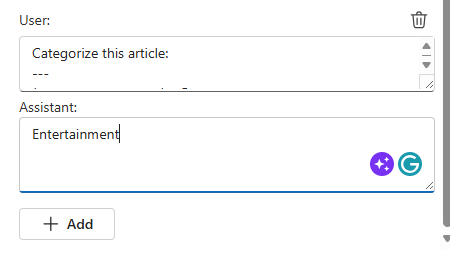 User:
Categorize this article:
---
Assistant:
Entertainment
+ Add